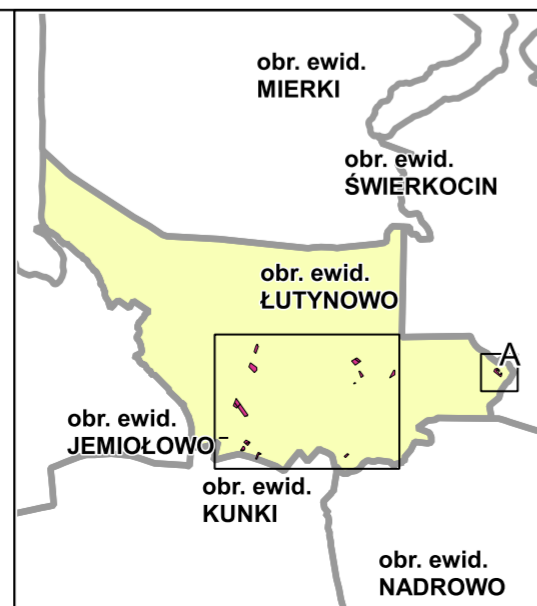 obr. ewid.
MIERKI
obr. ewid.
ŚWIERKOCIN
obr. ewid.
ŁUTYNOWO
A
obr. ewid.
JEMIOŁOWO
obr. ewid.
KUNKI
obr. ewid.
NADROWO